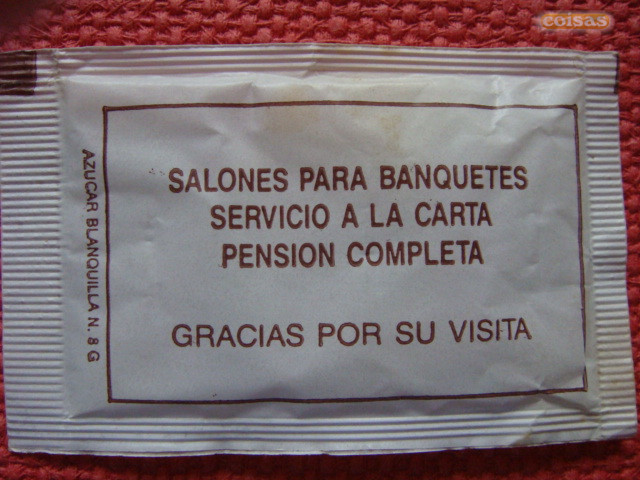 coisas
SALONES PARA BANQUETES
SERVICIO A LA CARTA
PENSION COMPLETA
GRACIAS POR SU VISITA
AZUCAR BLANQUILLA N. 8 G